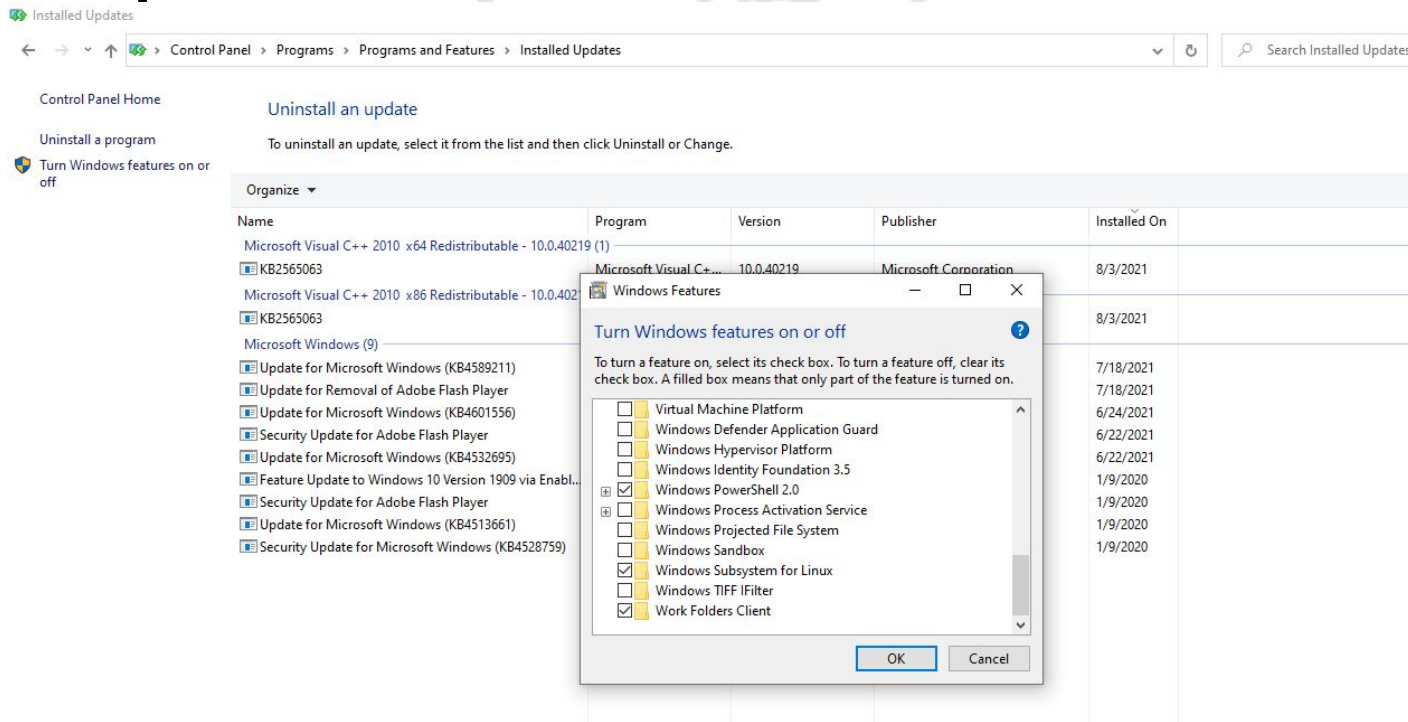 Installed Updates
Control Panel > Programs > Programs and Features > Installed Updates
Search Installed Updates
Control Panel Home
Uninstall a program
Turn Windows features on or
off
Uninstall an update
To uninstall an update, select it from the list and then click Uninstall or Change.
Organize
Name Program Version Publisher Installed On
Microsoft Visual C++ 2010 x64 Redistributable - 10.0.40219 (1)
KB2565063 Microsoft Visual C+... 10.0.40219 Microsoft Corporation 8/3/2021
Microsoft Visual C++ 2010 x86 Redistributable - 10.0.402
KB2565063 8/3/2021
Microsoft Windows (9)
Update for Microsoft Windows (KB4589211) 7/18/2021
Update for Removal of Adobe Flash Player 7/18/2021
Update for Microsoft Windows (KB4601556) 6/24/2021
Security Update for Adobe Flash Player 6/22/2021
Update for Microsoft Windows (KB4532695) 6/22/2021
Feature Update to Windows 10 Version 1909 via Enabl... 1/9/2020
Security Update for Adobe Flash Player 1/9/2020
Update for Microsoft Windows (KB4513661) 1/9/2020
Security Update for Microsoft Windows (KB4528759) 1/9/2020
Windows Features
Turn Windows features on or off
?
To turn a feature on, select its check box. To turn a feature off, clear its
check box. A filled box means that only part of the feature is turned on.
Virtual Machine Platform
Windows Defender Application Guard
Windows Hypervisor Platform
Windows Identity Foundation 3.5
Windows PowerShell 2.0
Windows Process Activation Service
Windows Projected File System
Windows Sandbox
Windows Subsystem for Linux
Windows TIFF IFilter
Work Folders Client
OK Cancel